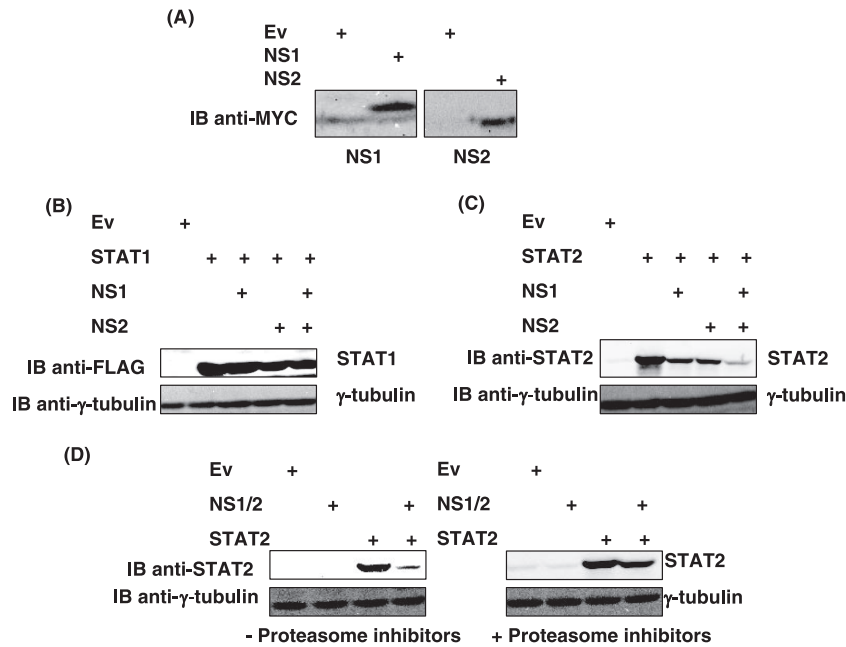 (A)
Ev + +
NS1 +
NS2 +
IB anti-MYC
NS1 NS2
(B)
Ev +
STAT1 + + + +
NS1 + +
NS2 + +
IB anti-FLAG STAT1
IB anti-γ-tubulin γ-tubulin
(C)
Ev +
STAT2 + + + +
NS1 + +
NS2 + +
IB anti-STAT2 STAT2
IB anti-γ-tubulin γ-tubulin
(D)
Ev + Ev +
NS1/2 + + NS1/2 + +
STAT2 + + STAT2 + +
IB anti-STAT2 STAT2
IB anti-γ-tubulin γ-tubulin
- Proteasome inhibitors + Proteasome inhibitors